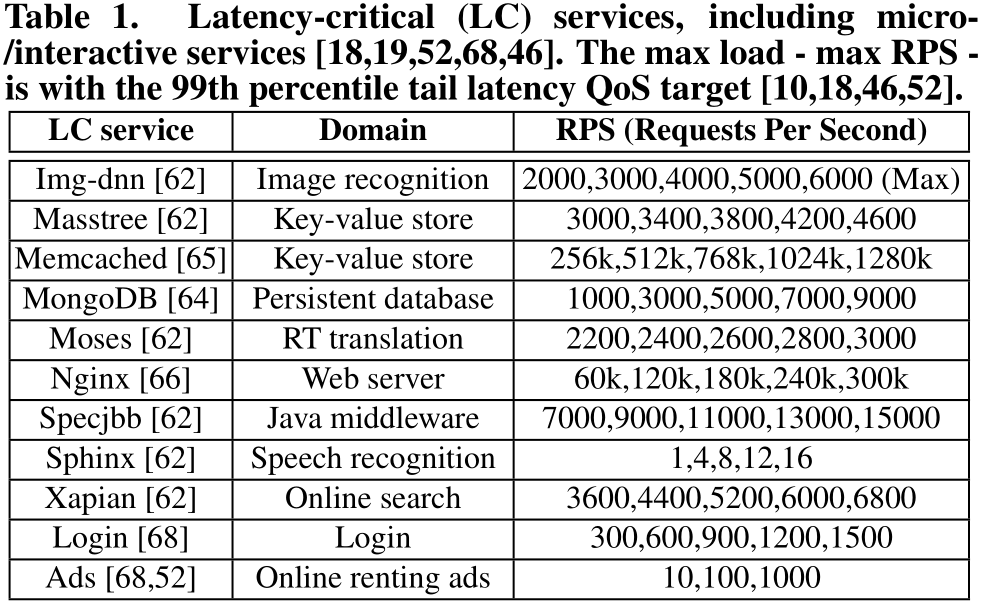 Table 1. Latency-critical (LC) services, including micro-
/interactive services [18,19,52,68,46]. The max load - max RPS -
is with the 99th percentile tail latency QoS target [10,18,46,52].
LC service Domain RPS (Requests Per Second)
Img-dnn [62] Image recognition 2000,3000,4000,5000,6000 (Max)
Masstree [62] Key-value store 3000,3400,3800,4200,4600
Memcached [65] Key-value store 256k,512k,768k,1024k,1280k
MongoDB [64] Persistent database 1000,3000,5000,7000,9000
Moses [62] RT translation 2200,2400,2600,2800,3000
Nginx [66] Web server 60k,120k,180k,240k,300k
Specjbb [62] Java middleware 7000,9000,11000,13000,15000
Sphinx [62] Speech recognition 1,4,8,12,16
Xapian [62] Online search 3600,4400,5200,6000,6800
Login [68] Login 300,600,900,1200,1500
Ads [68,52] Online renting ads 10,100,1000